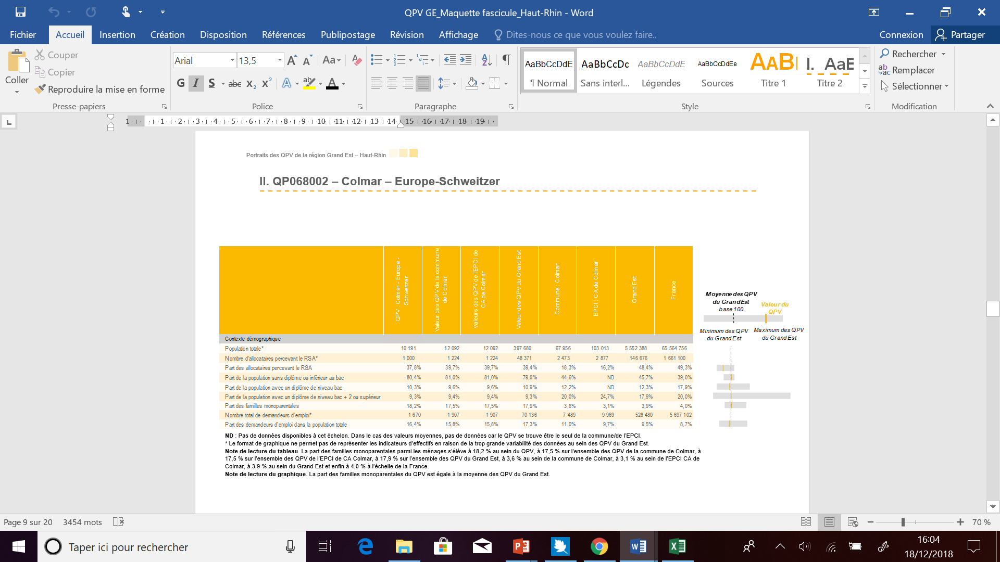 QPV GE_Maquette fascicule_Haut-Rhin - Word
Fichier Accueil Insertion Création Disposition Références Publipostage Révision Affichage Dites-nous ce que vous voulez faire.. Connexion Partager
Coller
Couper
Copier
Reproduire la mise en forme
Presse-papiers
Arial 13,5
G I S abc X₂ X²
Police
Paragraphe
AaBbCcDdE AaBbCcDc AaBbCcDdE AaBbCcDdEe AABI I. AAE
¶ Normal Sans interl... Légendes Sources Titre 1 Titre 2
Style
Rechercher
Remplacer
Sélectionner
Modification
1 1 2 3 4 5 6 7 8 9 10 11 12 13 14 15 16 17 18 19
Portraits des QPV de la région Grand Est – Haut-Rhin
II. QP068002 – Colmar – Europe-Schweitzer
QPV : Colmar - Europe -
Schweitzer
Valeur des QPV de la commune
de Colmar
Valeurs des QPV de l'EPCI de
CA de Colmar
Valeur des QPV du Grand Est
Commune : Colmar
EPCI : CA de Colmar
Grand Est
France
Moyenne des QPV
du Grand Est
base 100
Valeur du
QPV
Minimum des QPV
du Grand Est
Maximum des QPV
du Grand Est
Contexte démographique
Population totale* 10 191 12 092 12 092 397 680 67 956 103 013 5 552 388 65 564 756
Nombre d'allocataires percevant le RSA* 1 000 1 224 1 224 48 371 2 473 2 877 146 676 1 661 100
Part des allocataires percevant le RSA 37,8% 39,7% 39,7% 39,4% 18,3% 16,2% 48,4% 49,3%
Part de la population sans diplôme ou inférieur au bac 80,4% 81,0% 81,0% 79,0% 44,6% ND 45,7% 39,0%
Part de la population avec un diplôme de niveau bac 10,3% 9,6% 9,6% 10,9% 12,2% ND 12,3% 17,9%
Part de la population avec un diplôme de niveau bac + 2 ou supérieur 9,3% 9,4% 9,4% 9,3% 20,0% 24,7% 17,9% 20,0%
Part des familles monoparentales 18,2% 17,5% 17,5% 17,9% 3,6% 3,1% 3,9% 4,0%
Nombre total de demandeurs d'emploi* 1 670 1 907 1 907 70 136 7 489 9 969 528 480 5 697 102
Part des demandeurs d'emploi dans la population totale 16,4% 15,8% 15,8% 17,3% 11,0% 9,7% 9,5% 8,7%
ND : Pas de données disponibles à cet échelon. Dans le cas des valeurs moyennes, pas de données car le QPV se trouve être le seul de la commune/de l'EPCI.
* Le format de graphique ne permet pas de représenter les indicateurs d'effectifs en raison de la trop grande variabilité des données au sein des QPV du Grand Est.
Note de lecture du tableau. La part des familles monoparentales parmi les ménages s'élève à 18,2 % au sein du QPV, à 17,5 % sur l'ensemble des QPV de la commune de Colmar, à
17,5 % sur l'ensemble des QPV de l'EPCI de CA Colmar, à 17,9 % sur l'ensemble des QPV du Grand Est, à 3,6 % au sein de la commune de Colmar, à 3,1 % au sein de l'EPCI CA de
Colmar, à 3,9 % au sein du Grand Est et enfin à 4,0 % à l'échelle de la France.
Note de lecture du graphique. La part des familles monoparentales du QPV est égale à la moyenne des QPV du Grand Est.
Page 9 sur 20 3454 mots 70 %
Taper ici pour rechercher
16:04
18/12/2018